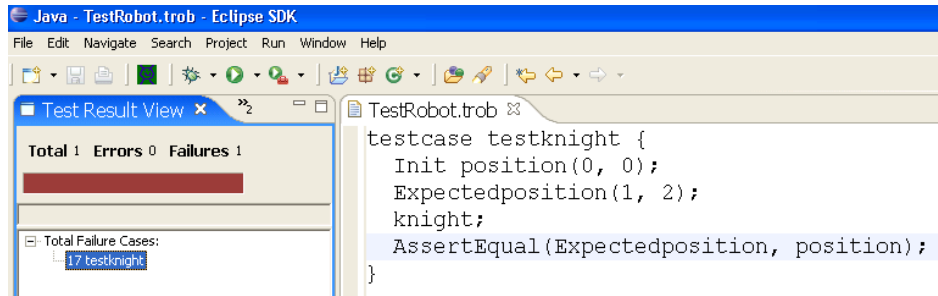 Java - TestRobot.trob - Eclipse SDK
File Edit Navigate Search Project Run Window Help
Test Result View
»2
TestRobot.trob
Total 1 Errors 0 Failures 1
Total Failure Cases:
17 testknight
testcase testknight {
Init position(0, 0);
Expectedposition(1, 2);
knight;
AssertEqual(Expectedposition, position);
}